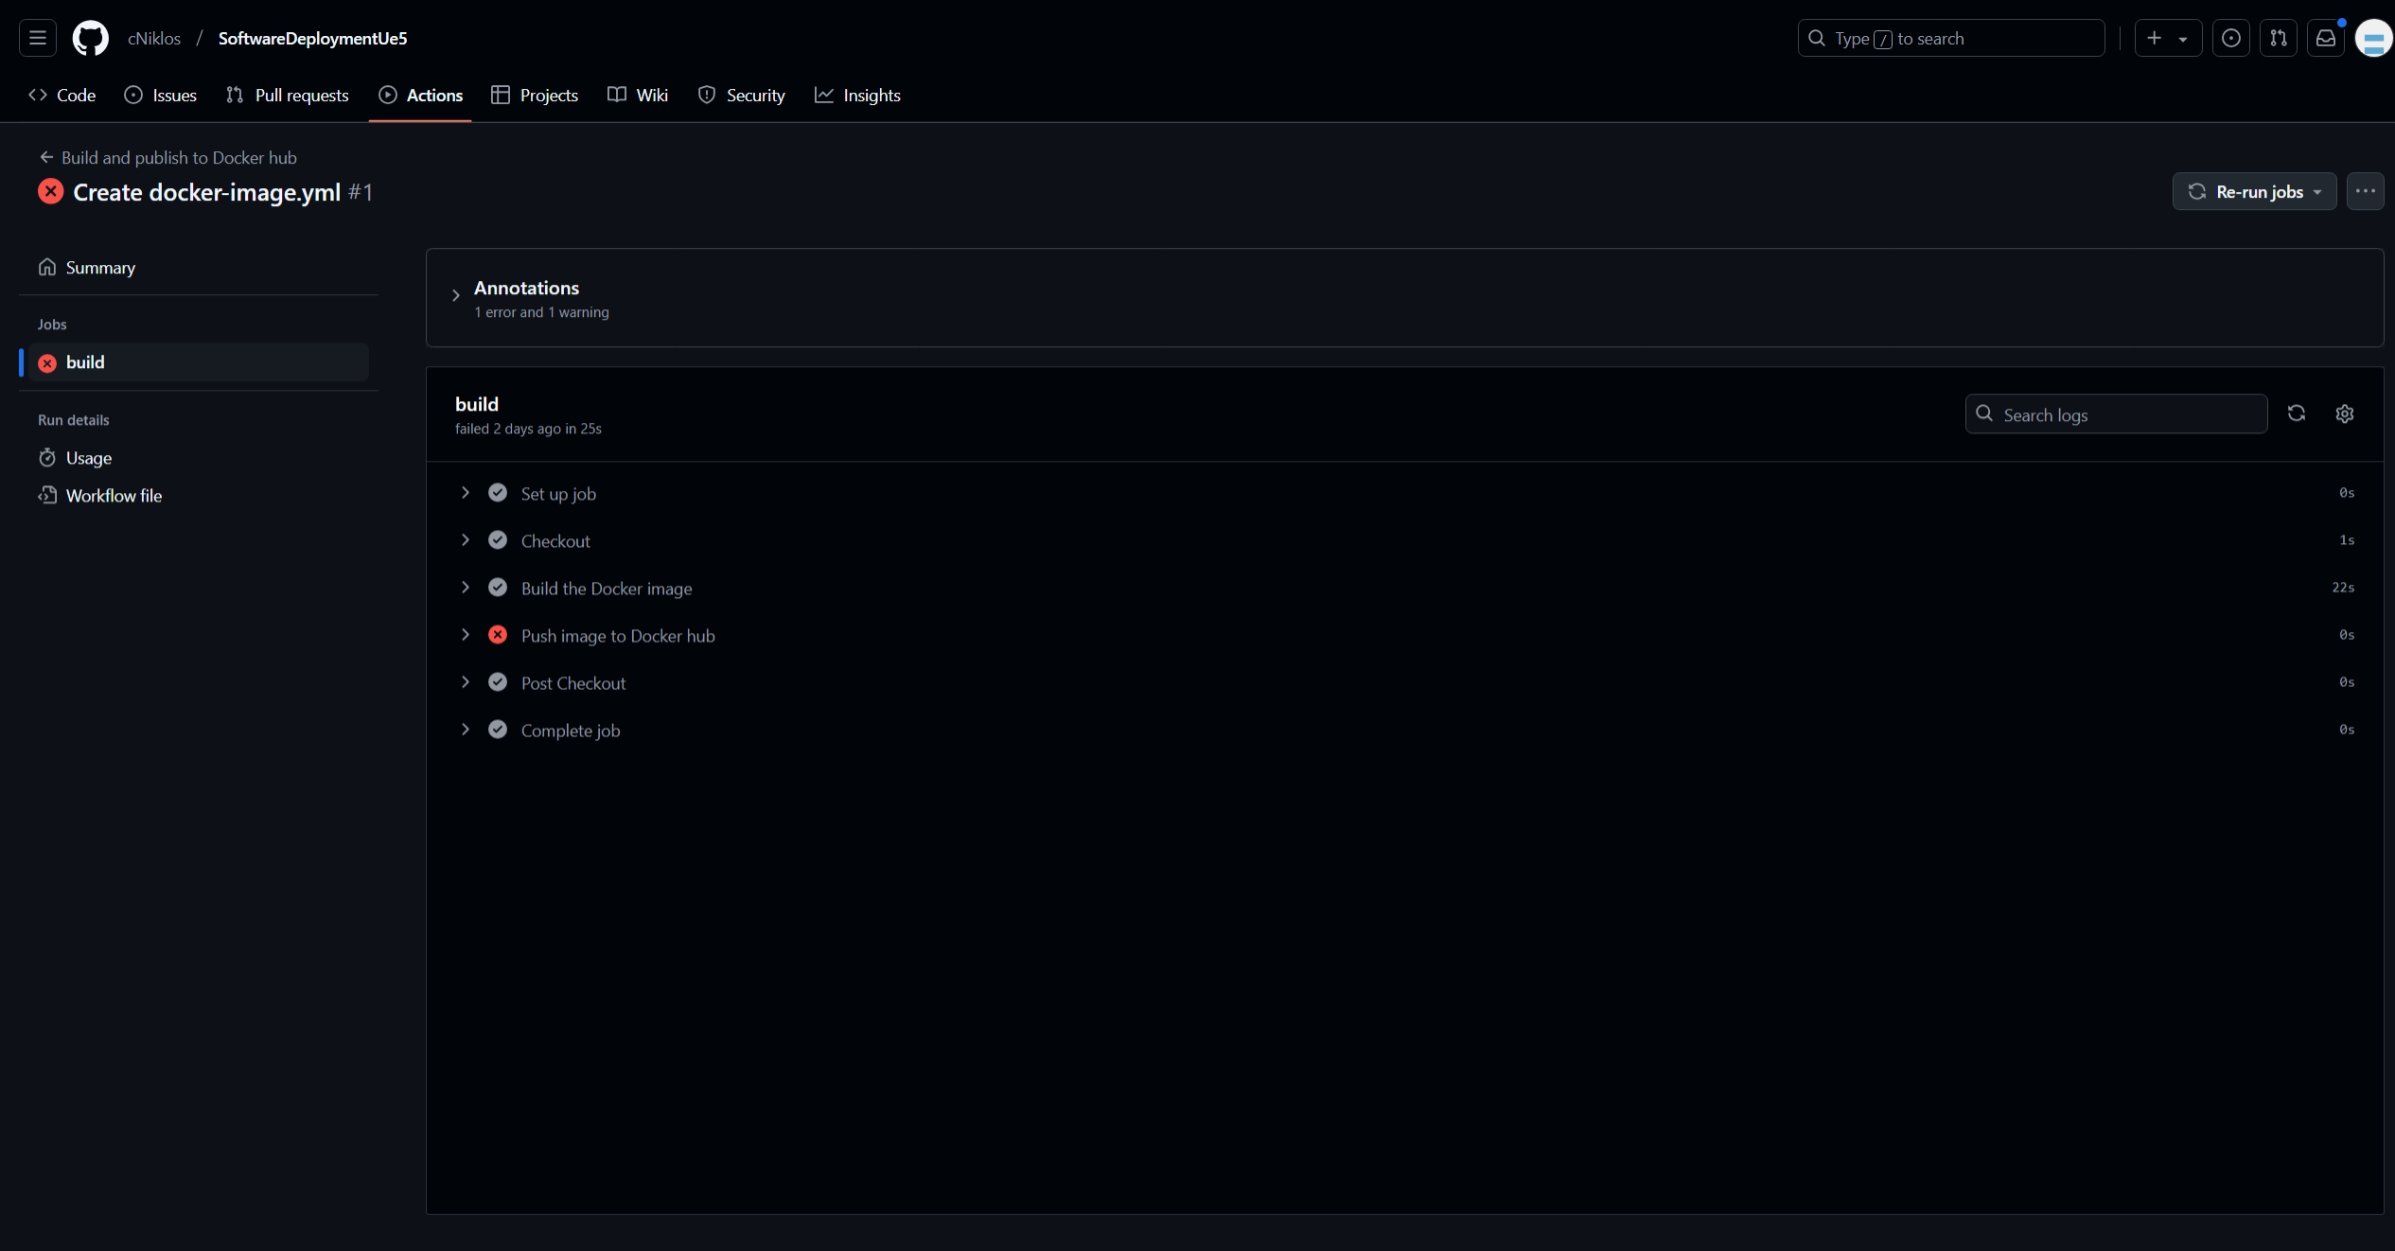 cNiklos / SoftwareDeploymentUe5
Type / to search
Code Issues Pull requests Actions Projects Wiki Security Insights
Build and publish to Docker hub
Create docker-image.yml #1
Re-run jobs
Summary
Jobs
build
Run details
Usage
Workflow file
Annotations
1 error and 1 warning
build
failed 2 days ago in 25s
Search logs
Set up job 0s
Checkout 1s
Build the Docker image 22s
Push image to Docker hub 0s
Post Checkout 0s
Complete job 0s